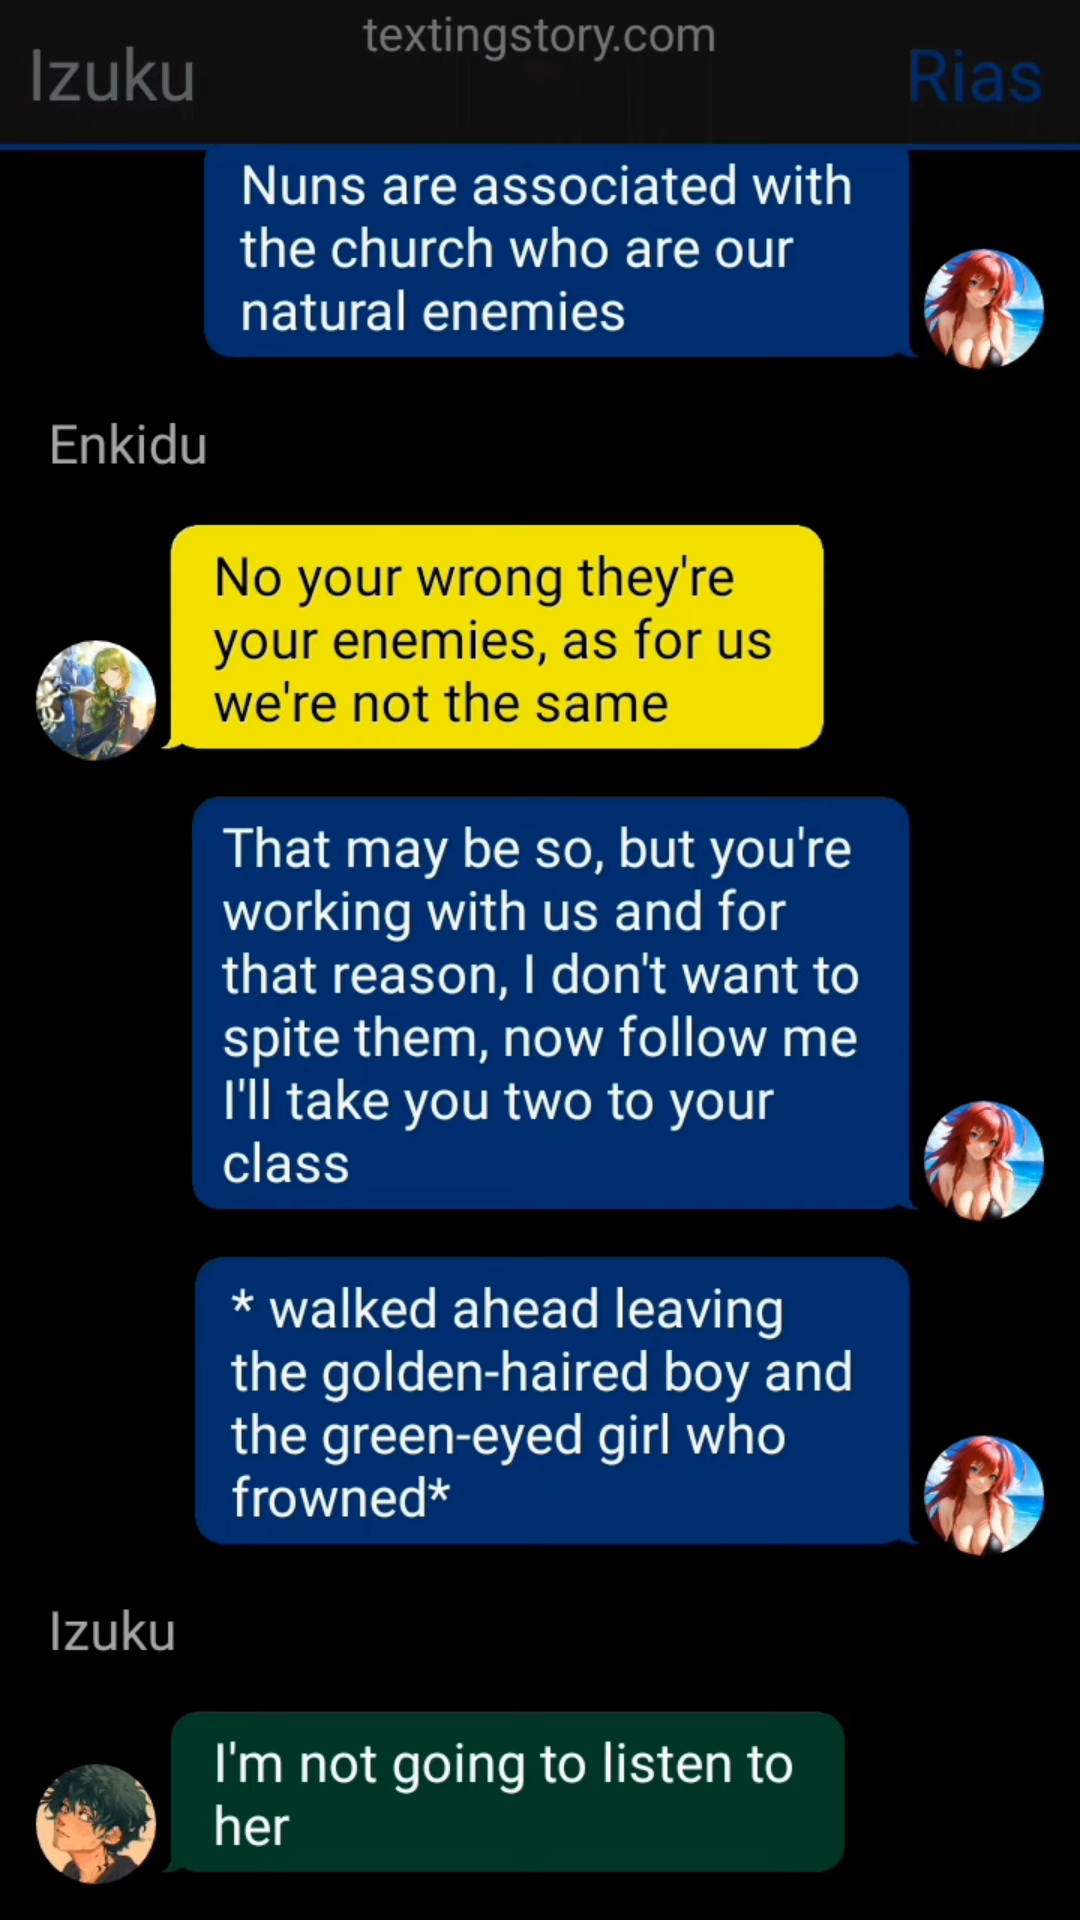 textingstory.com
Izuku
Rias
Nuns are associated with
the church who are our
natural enemies
Enkidu
No your wrong they're
your enemies, as for us
we're not the same
That may be so, but you're
working with us and for
that reason, I don't want to
spite them, now follow me
I'll take you two to your
class
* walked ahead leaving
the golden-haired boy and
the green-eyed girl who
frowned*
Izuku
I'm not going to listen to
her